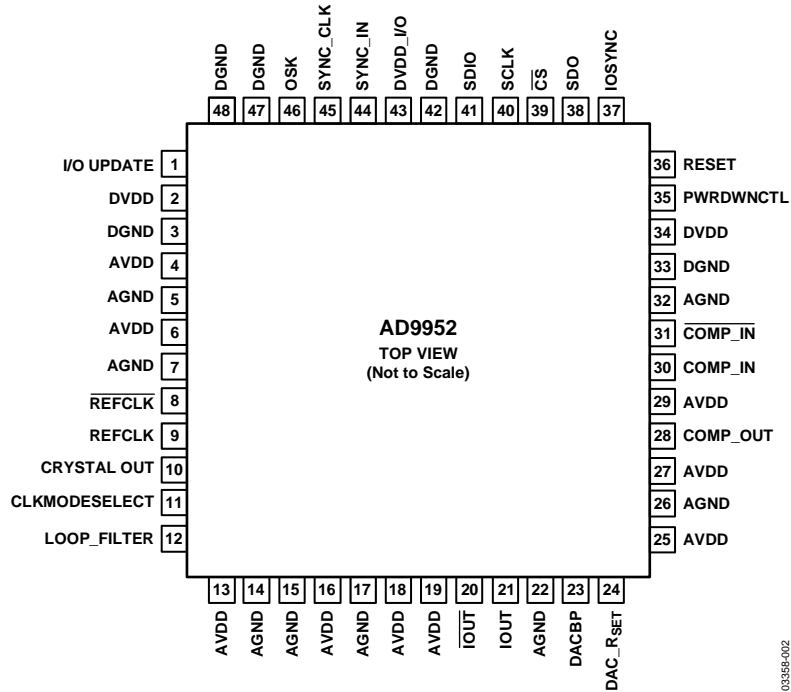 DGND
DGND
OSK
SYNC_CLK
SYNC_IN
DVDD_I/O
DGND
SDIO
SCLK
C̅S̅
SDO
IOSYNC
48 47 46 45 44 43 42 41 40 39 38 37
I/O UPDATE 1
DVDD 2
DGND 3
AVDD 4
AGND 5
AVDD 6
AGND 7
R̅E̅F̅C̅L̅K̅ 8
REFCLK 9
CRYSTAL OUT 10
CLKMODESELECT 11
LOOP_FILTER 12
AD9952
TOP VIEW
(Not to Scale)
36 RESET
35 PWRDWNCTL
34 DVDD
33 DGND
32 AGND
31 C̅O̅M̅P̅_̅I̅N̅
30 COMP_IN
29 AVDD
28 COMP_OUT
27 AVDD
26 AGND
25 AVDD
13 14 15 16 17 18 19 20 21 22 23 24
AVDD
AGND
AGND
AVDD
AGND
AVDD
AVDD
I̅O̅U̅T̅
IOUT
AGND
DACBP
DAC_RSET
03358-002